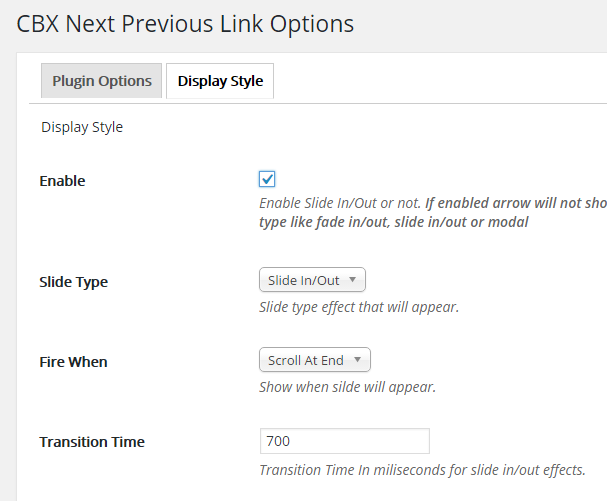 CBX Next Previous Link Options
Plugin Options
Display Style
Display Style
Enable
Enable Slide In/Out or not. If enabled arrow will not sho
type like fade in/out, slide in/out or modal
Slide Type
Slide In/Out
Slide type effect that will appear.
Fire When
Scroll At End
Show when silde will appear.
Transition Time
700
Transition Time In miliseconds for slide in/out effects.